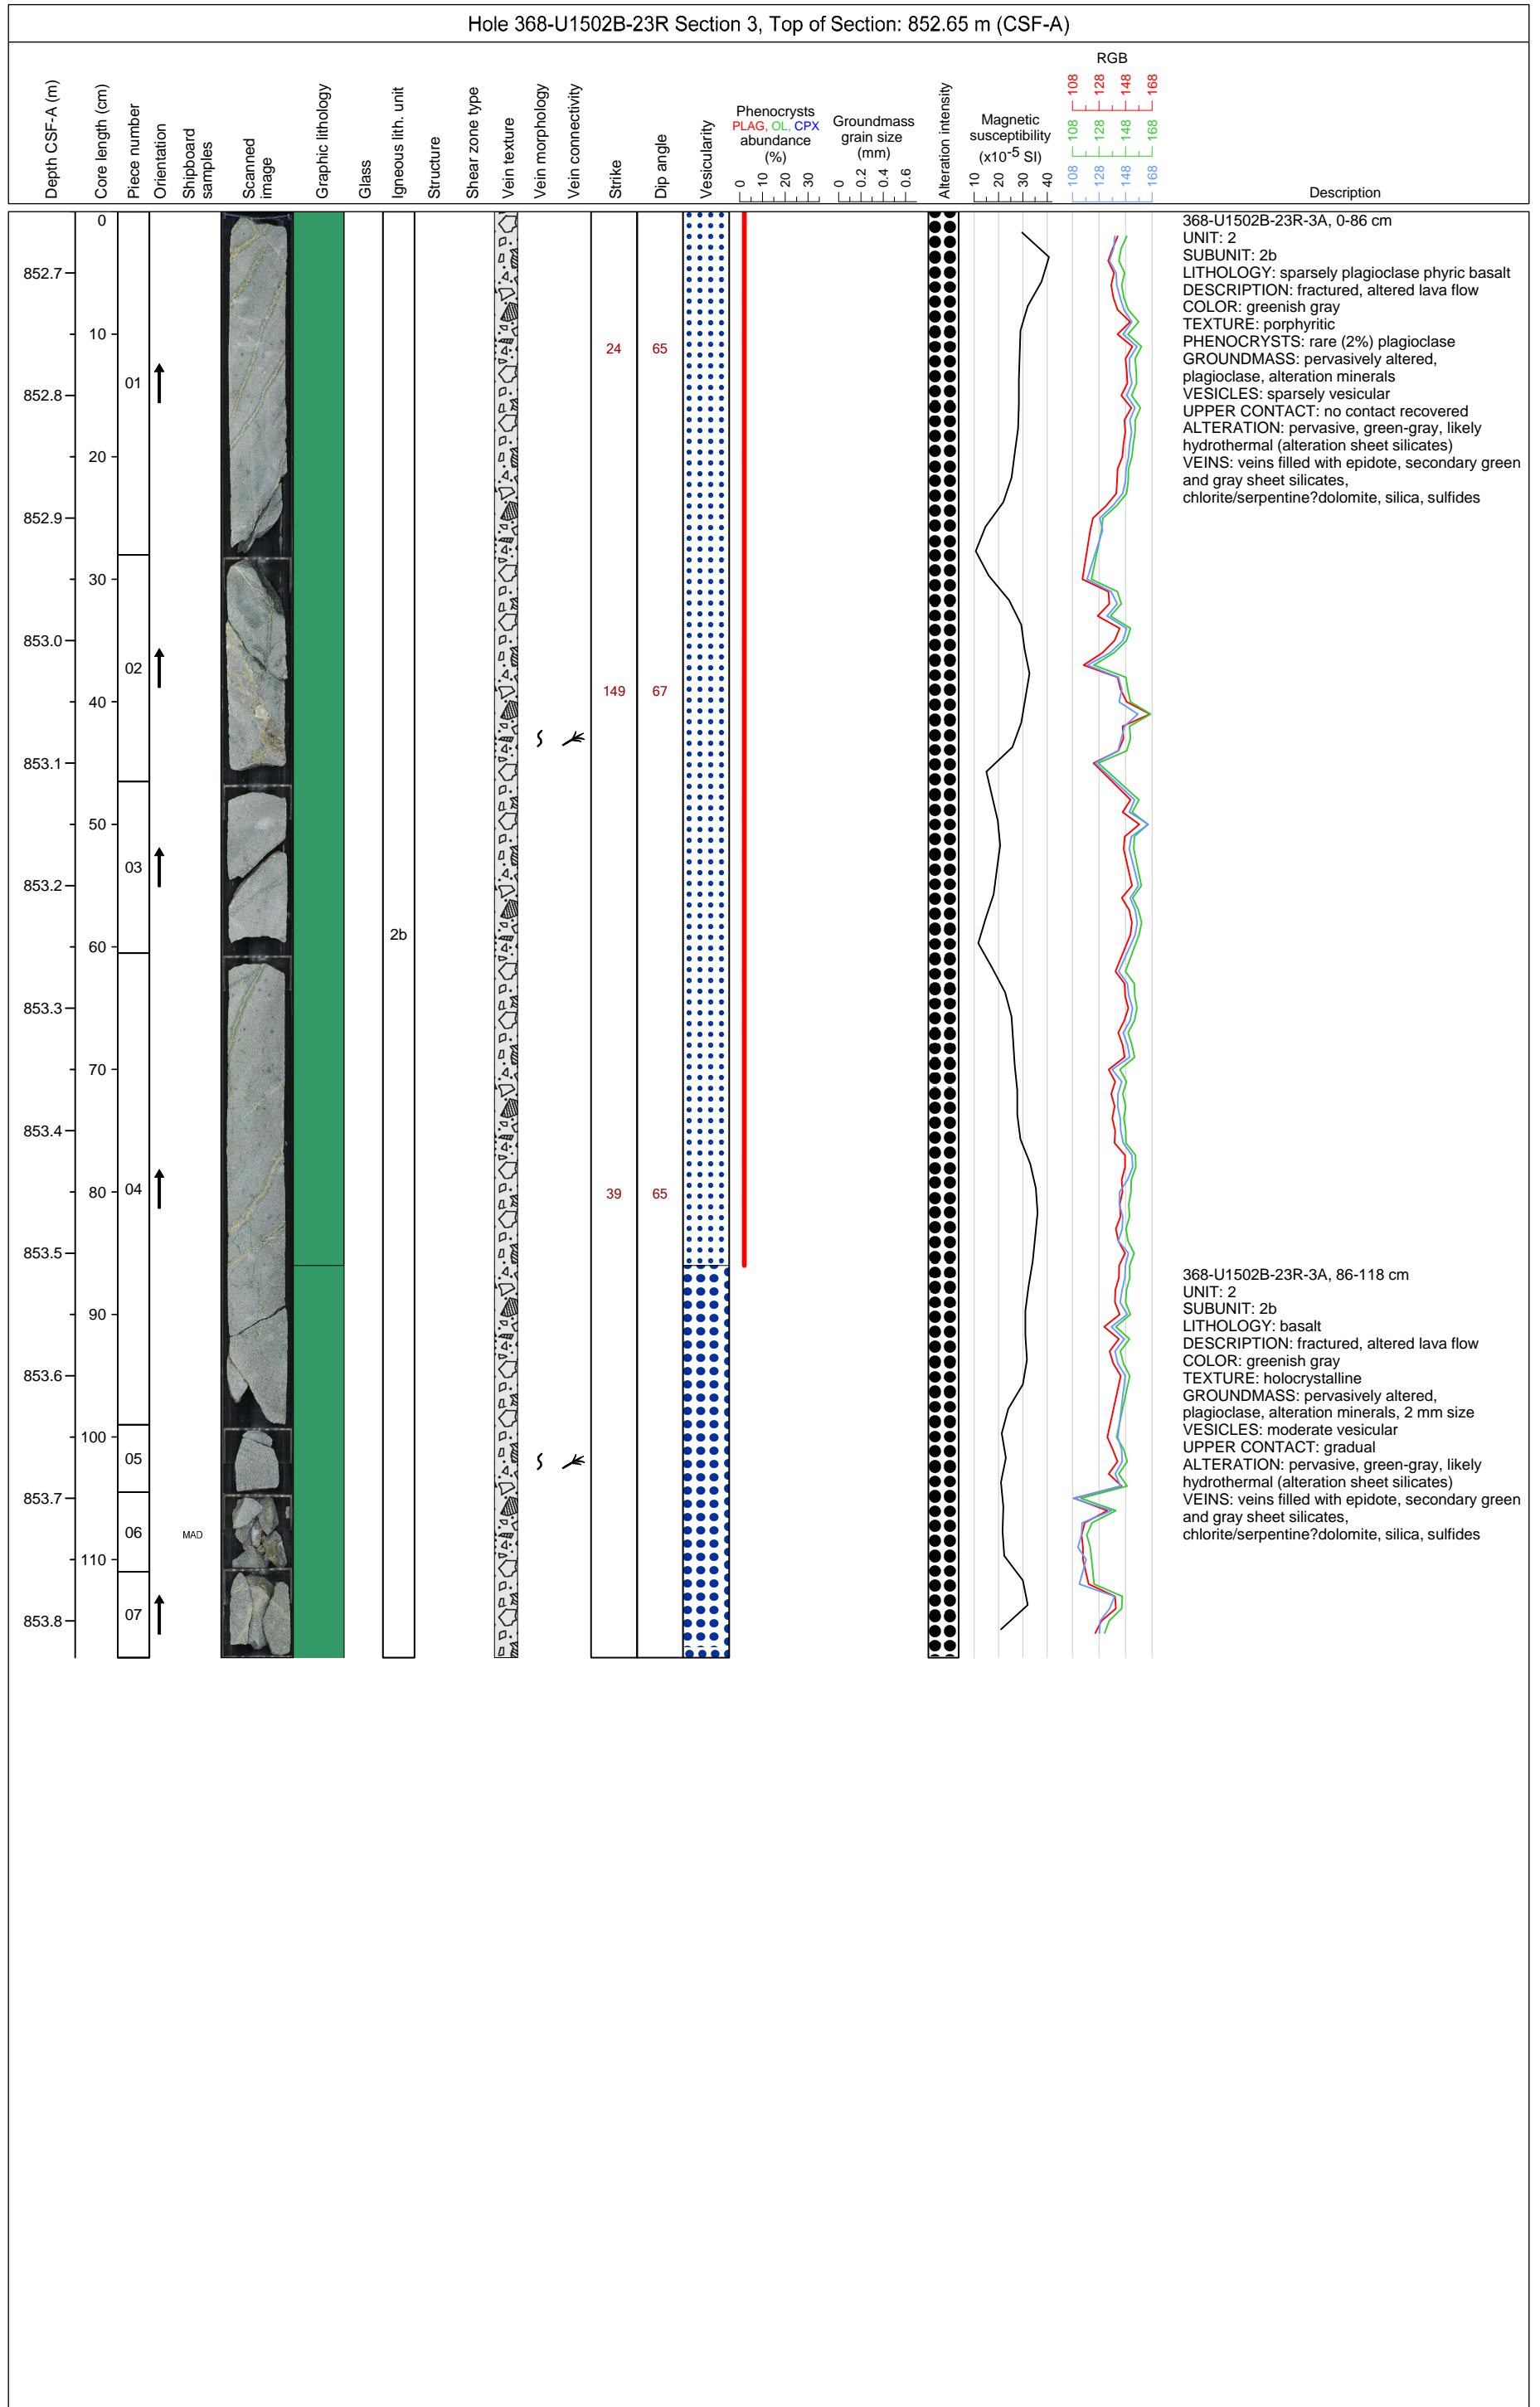 Hole 368-U1502B-23R Section 3, Top of Section: 852.65 m (CSF-A)
Depth CSF-A (m)
Core length (cm)
Piece number
Orientation
Shipboard
samples
Scanned
image
Graphic lithology
Glass
Igneous lith. unit
Structure
Shear zone type
Vein texture
Vein morphology
Vein connectivity
Strike
Dip angle
Vesicularity
Phenocrysts
PLAG, OL, CPX
abundance
(%)
0 10 20 30
Groundmass
grain size
(mm)
0 0.2 0.4 0.6
Alteration intensity
Magnetic
susceptibility
(x10-5 SI)
10 20 30 40
RGB
108 128 148 168
108 128 148 168
108 128 148 168
Description
852.7
852.8
852.9
853.0
853.1
853.2
853.3
853.4
853.5
853.6
853.7
853.8
0
10
20
30
40
50
60
70
80
90
100
110
01
02
03
04
05
06
07
MAD
2b
24 65
149 67
39 65
368-U1502B-23R-3A, 0-86 cm
UNIT: 2
SUBUNIT: 2b
LITHOLOGY: sparsely plagioclase phyric basalt
DESCRIPTION: fractured, altered lava flow
COLOR: greenish gray
TEXTURE: porphyritic
PHENOCRYSTS: rare (2%) plagioclase
GROUNDMASS: pervasively altered,
plagioclase, alteration minerals
VESICLES: sparsely vesicular
UPPER CONTACT: no contact recovered
ALTERATION: pervasive, green-gray, likely
hydrothermal (alteration sheet silicates)
VEINS: veins filled with epidote, secondary green
and gray sheet silicates,
chlorite/serpentine?dolomite, silica, sulfides
368-U1502B-23R-3A, 86-118 cm
UNIT: 2
SUBUNIT: 2b
LITHOLOGY: basalt
DESCRIPTION: fractured, altered lava flow
COLOR: greenish gray
TEXTURE: holocrystalline
GROUNDMASS: pervasively altered,
plagioclase, alteration minerals, 2 mm size
VESICLES: moderate vesicular
UPPER CONTACT: gradual
ALTERATION: pervasive, green-gray, likely
hydrothermal (alteration sheet silicates)
VEINS: veins filled with epidote, secondary green
and gray sheet silicates,
chlorite/serpentine?dolomite, silica, sulfides